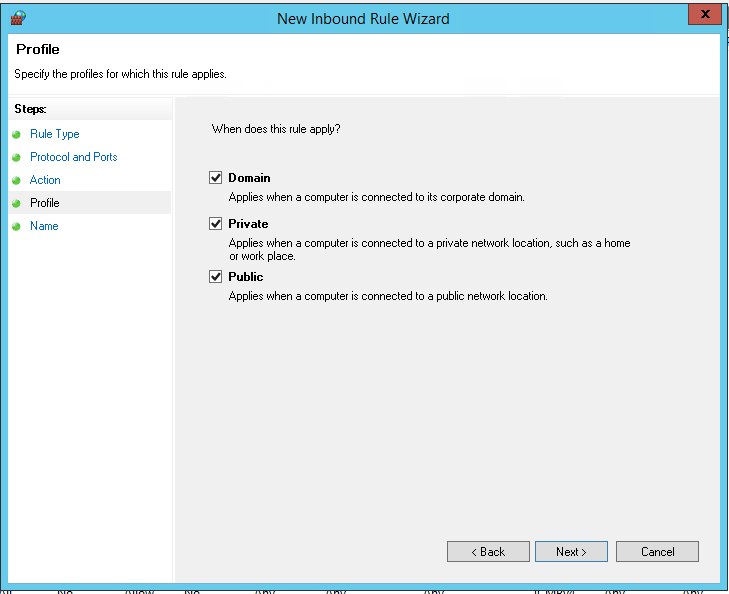 New Inbound Rule Wizard
x
Profile
Specify the profiles for which this rule applies.
Steps:
Rule Type
Protocol and Ports
Action
Profile
Name
When does this rule apply?
Domain
Applies when a computer is connected to its corporate domain.
Private
Applies when a computer is connected to a private network location, such as a home
or work place.
Public
Applies when a computer is connected to a public network location.
< Back
Next >
Cancel